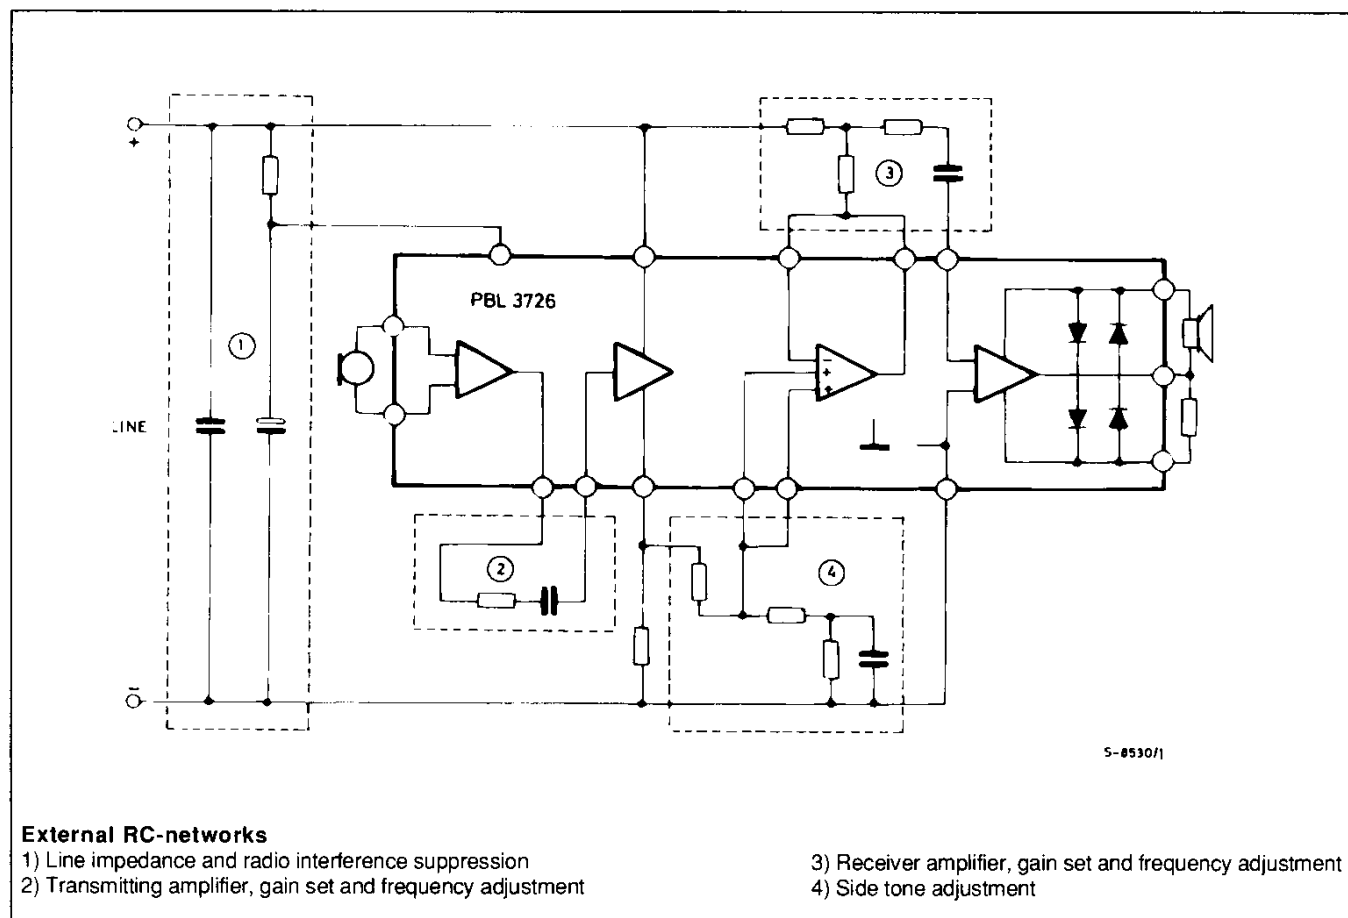 +
3
PBL 3726
1
−
+
+
LINE
2
4
−
S-8530/1
External RC-networks
1) Line impedance and radio interference suppression
2) Transmitting amplifier, gain set and frequency adjustment
3) Receiver amplifier, gain set and frequency adjustment
4) Side tone adjustment